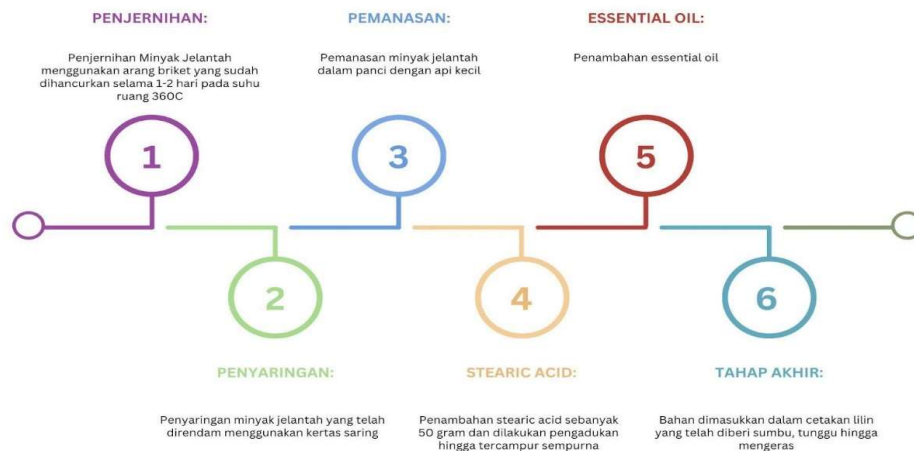 PENJERNIHAN:
Penjernihan Minyak Jelantah
menggunakan arang briket yang sudah
dihancurkan selama 1-2 hari pada suhu
ruang 360C
1
PENYARINGAN:
Penyaringan minyak jelantah yang telah
direndam menggunakan kertas saring
2
PEMANASAN:
Pemanasan minyak jelantah
dalam panci dengan api kecil
3
STEARIC ACID:
Penambahan stearic acid sebanyak
50 gram dan dilakukan pengadukan
hingga tercampur sempurna
4
ESSENTIAL OIL:
Penambahan essential oil
5
TAHAP AKHIR:
Bahan dimasukkan dalam cetakan lilin
yang telah diberi sumbu, tunggu hingga
mengeras
6